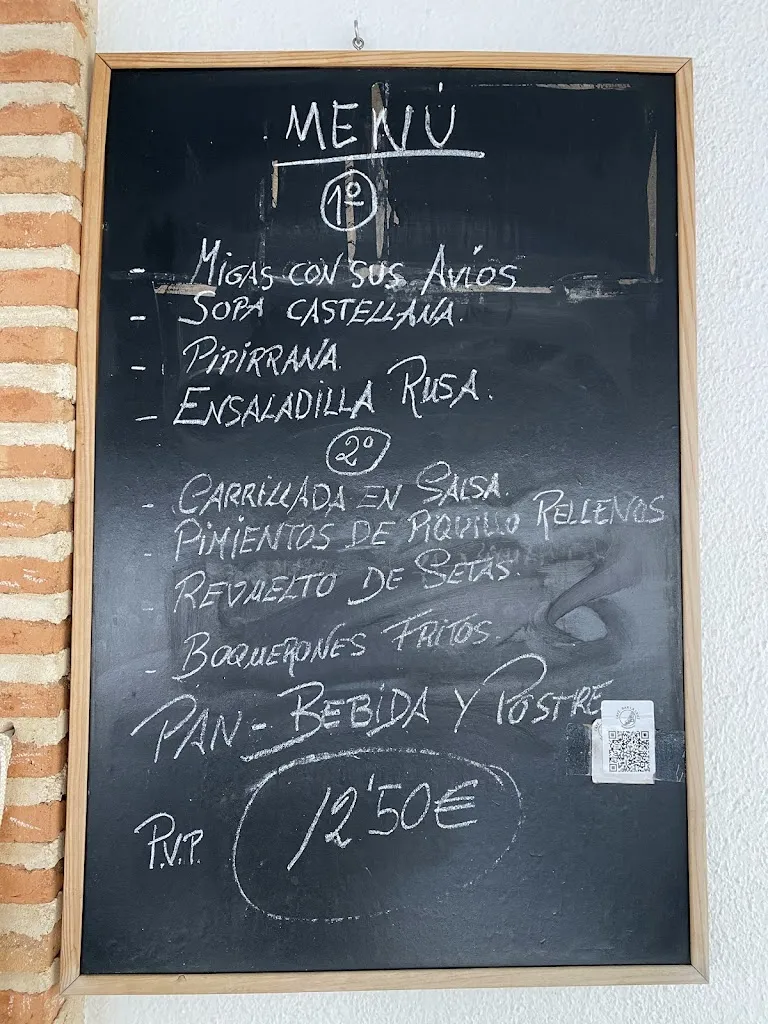 MENÚ
1º
- MIGAS CON SUS AVÍOS
- SOPA CASTELLANA.
- PIPIRRANA
- ENSALADILLA RUSA.
2º
- CARRILLADA EN SALSA.
- PIMIENTOS DE PIQUILLO RELLENOS
- REVUELTO DE SETAS.
- BOQUERONES FRITOS.
PAN - BEBIDA Y POSTRE
P.V.P. 12'50€